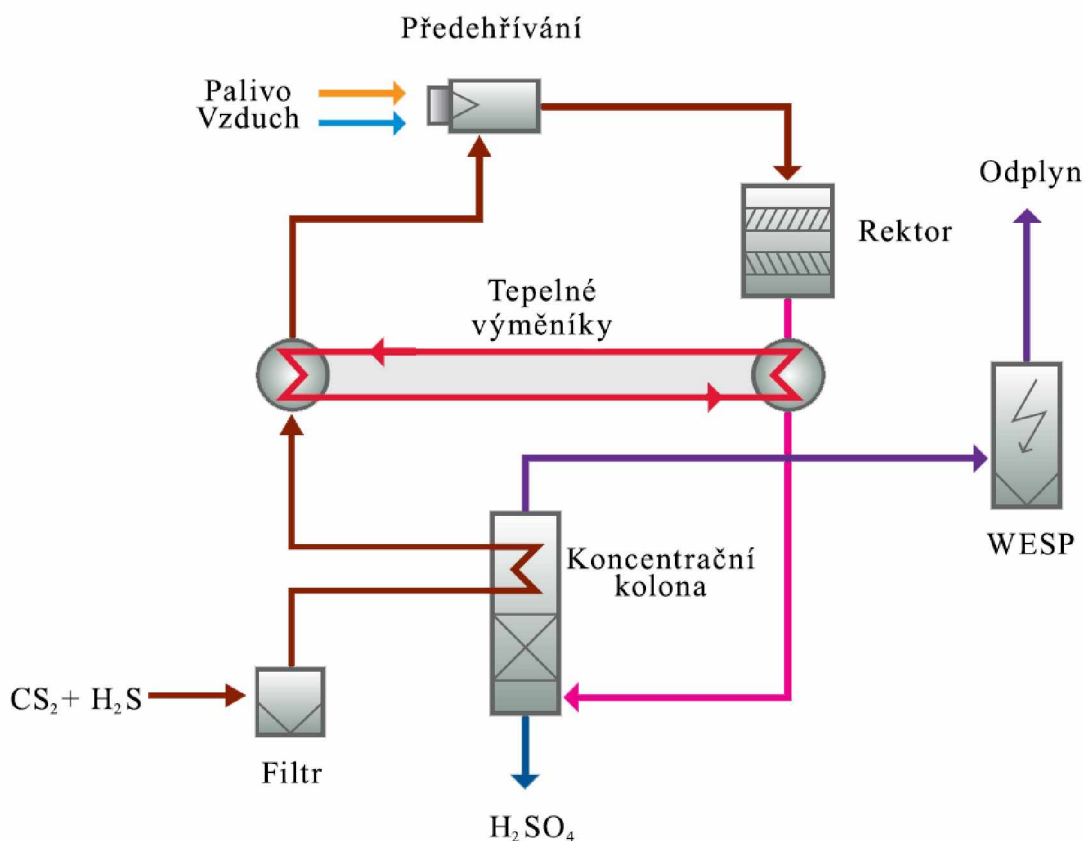 Předehřívání
Palivo
Vzduch
Odplyn
Rektor
Tepelné
výměníky
Koncentrační
kolona
WESP
CS₂ + H₂S
Filtr
H₂SO₄